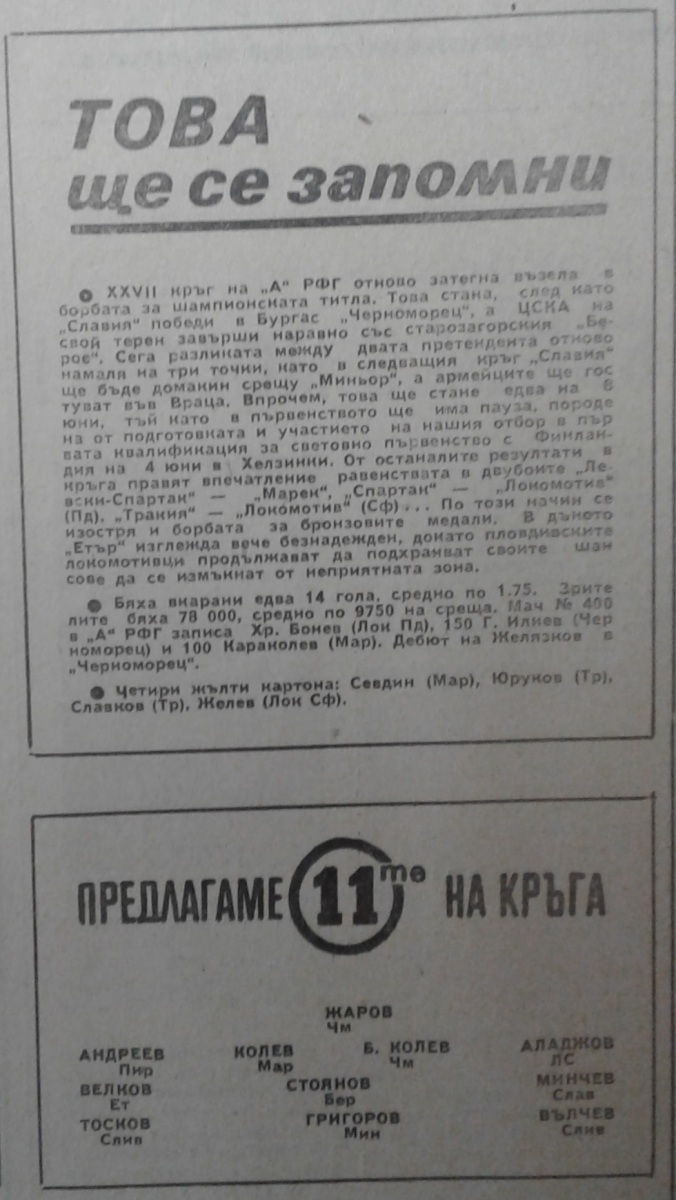 ТОВА
ще се запомни
● XXVII кръг на „А“ РФГ отново затегна възела в
борбата за шампионската титла. Това стана, след като
„Славия“ победи в Бургас „Черноморец“, а ЦСКА на
свой терен завърши наравно със старозагорския „Бе-
рое“. Сега разликата между двата претендента отново
намаля на три точки, като в следващия кръг „Славия“
ще бъде домакин срещу „Миньор“, а армейците ще гос
туват във Враца. Впрочем, това ще стане едва на 8
юни, тъй като в първенството ще има пауза, породе
на от подготовката и участието на нашия отбор в пър
вата квалификация за световно първенство с Финлан-
дия на 4 юни в Хелзинки. От останалите резултати в
кръга правят впечатление равенствата в двубоите „Ле-
вски-Спартак“ — „Марек“, „Спартак“ — „Локомотив“
(Пд), „Тракия“ — „Локомотив“ (Сф)... По този начин се
изостря и борбата за бронзовите медали. В дъното
„Етър“ изглежда вече безнадежден, докато пловдивските
локомотивци продължават да подхранват своите шан
сове да се измъкнат от неприятната зона.
● Бяха вкарани едва 14 гола, средно по 1.75. Зрите
лите бяха 78 000, средно по 9750 на среща. Мач № 400
в „А“ РФГ записа Хр. Бонев (Лок Пд), 150 Г. Илиев (Чер
номорец) и 100 Караколев (Мар). Дебют на Желязков в
„Черноморец“.
● Четири жълти картона: Севдин (Мар), Юруков (Тр),
Славков (Тр), Желев (Лок Сф).
ПРЕДЛАГАМЕ 11те НА КРЪГА
ЖАРОВ
Чм
АНДРЕЕВ КОЛЕВ Б. КОЛЕВ АЛАДЖОВ
Пир Мар Чм ЛС
ВЕЛКОВ СТОЯНОВ МИНЧЕВ
Ет Бер Слав
ТОСКОВ ГРИГОРОВ ВЪЛЧЕВ
Слив Мин Слив